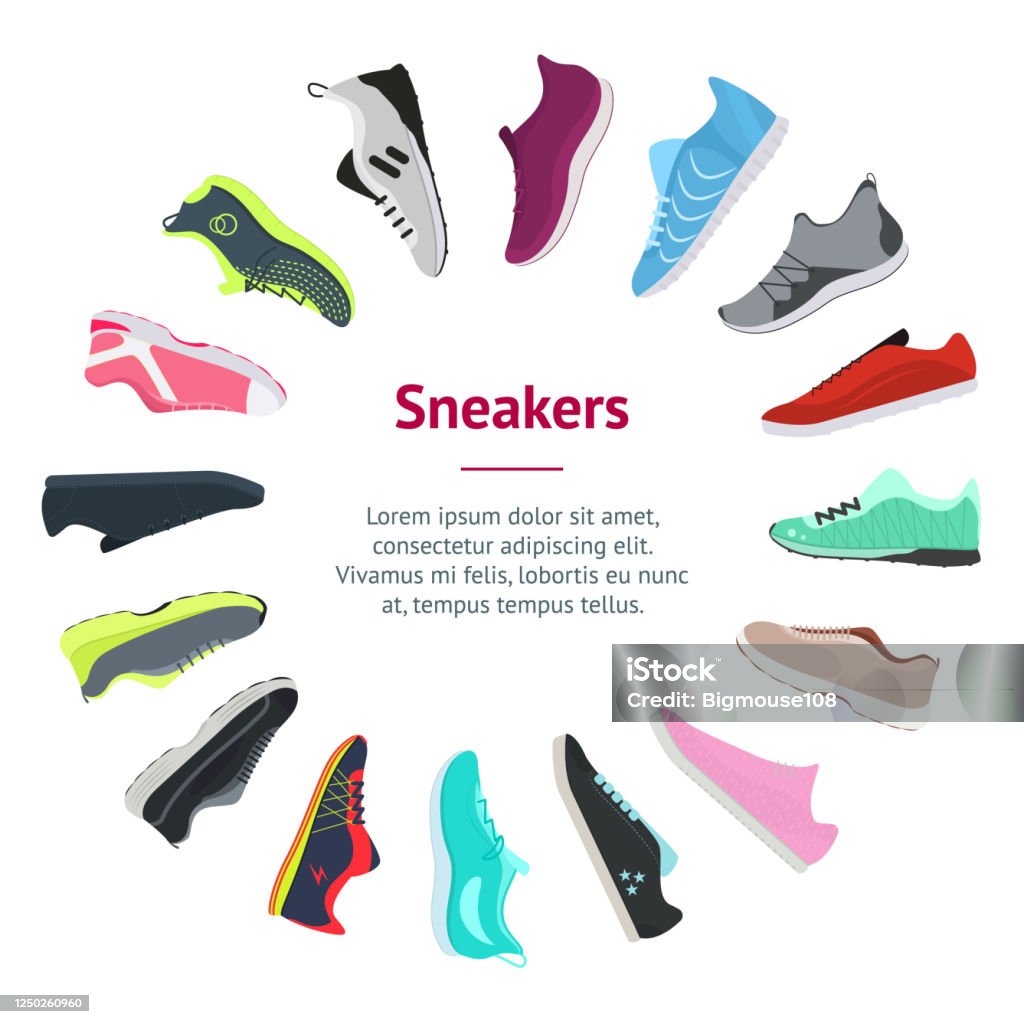 Sneakers
Lorem ipsum dolor sit amet,
consectetur adipiscing elit.
Vivamus mi felis, lobortis eu nunc
at, tempus tempus tellus.
iStock
Credit: Bigmouse108
1250260960